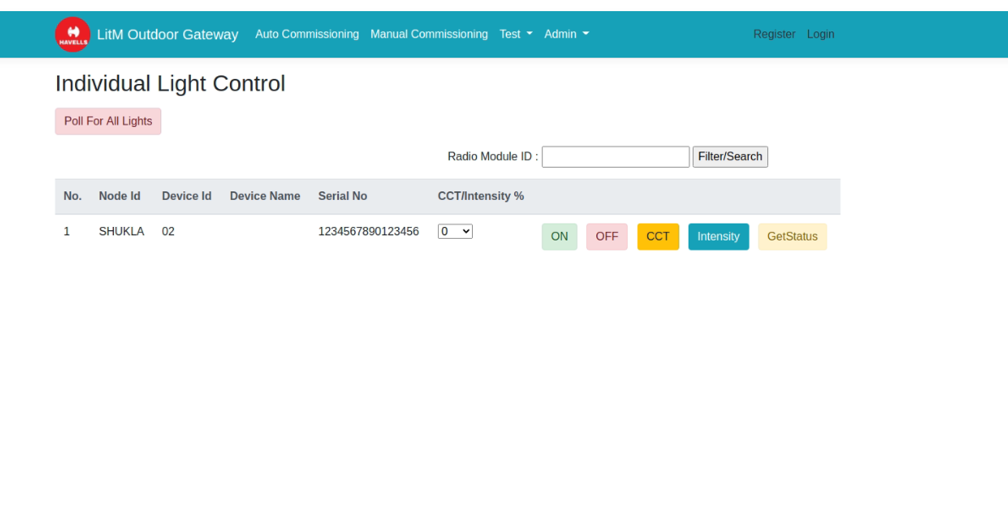 HAVELLS LitM Outdoor Gateway Auto Commissioning Manual Commissioning Test Admin Register Login
Individual Light Control
Poll For All Lights
Radio Module ID : Filter/Search
No. Node Id Device Id Device Name Serial No CCT/Intensity %
1 SHUKLA 02 1234567890123456 0 ON OFF CCT Intensity GetStatus